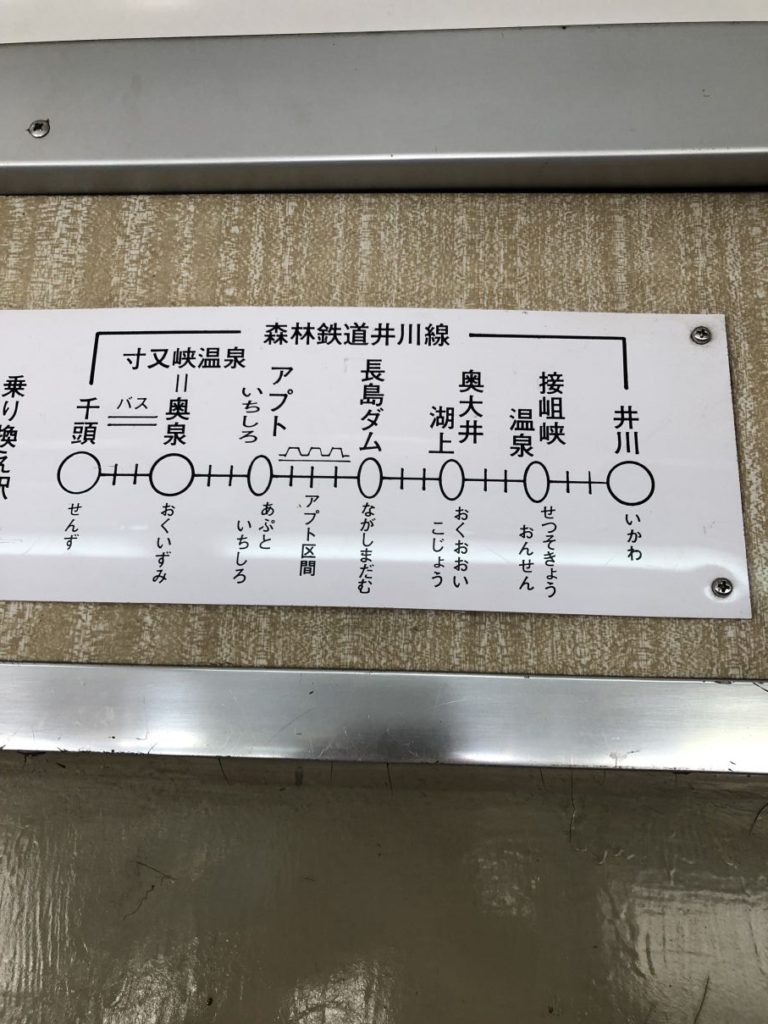 森林鉄道井川線
寸又峡温泉
乗り換え駅
千頭
バス
＝奥泉
アプト
いちしろ
長島ダム
奥大井
湖上
接岨峡
温泉
井川
せんず
おくいずみ
あぷと
いちしろ
アプト区間
ながしまだむ
おくおおい
こじょう
せつそきょう
おんせん
いかわ